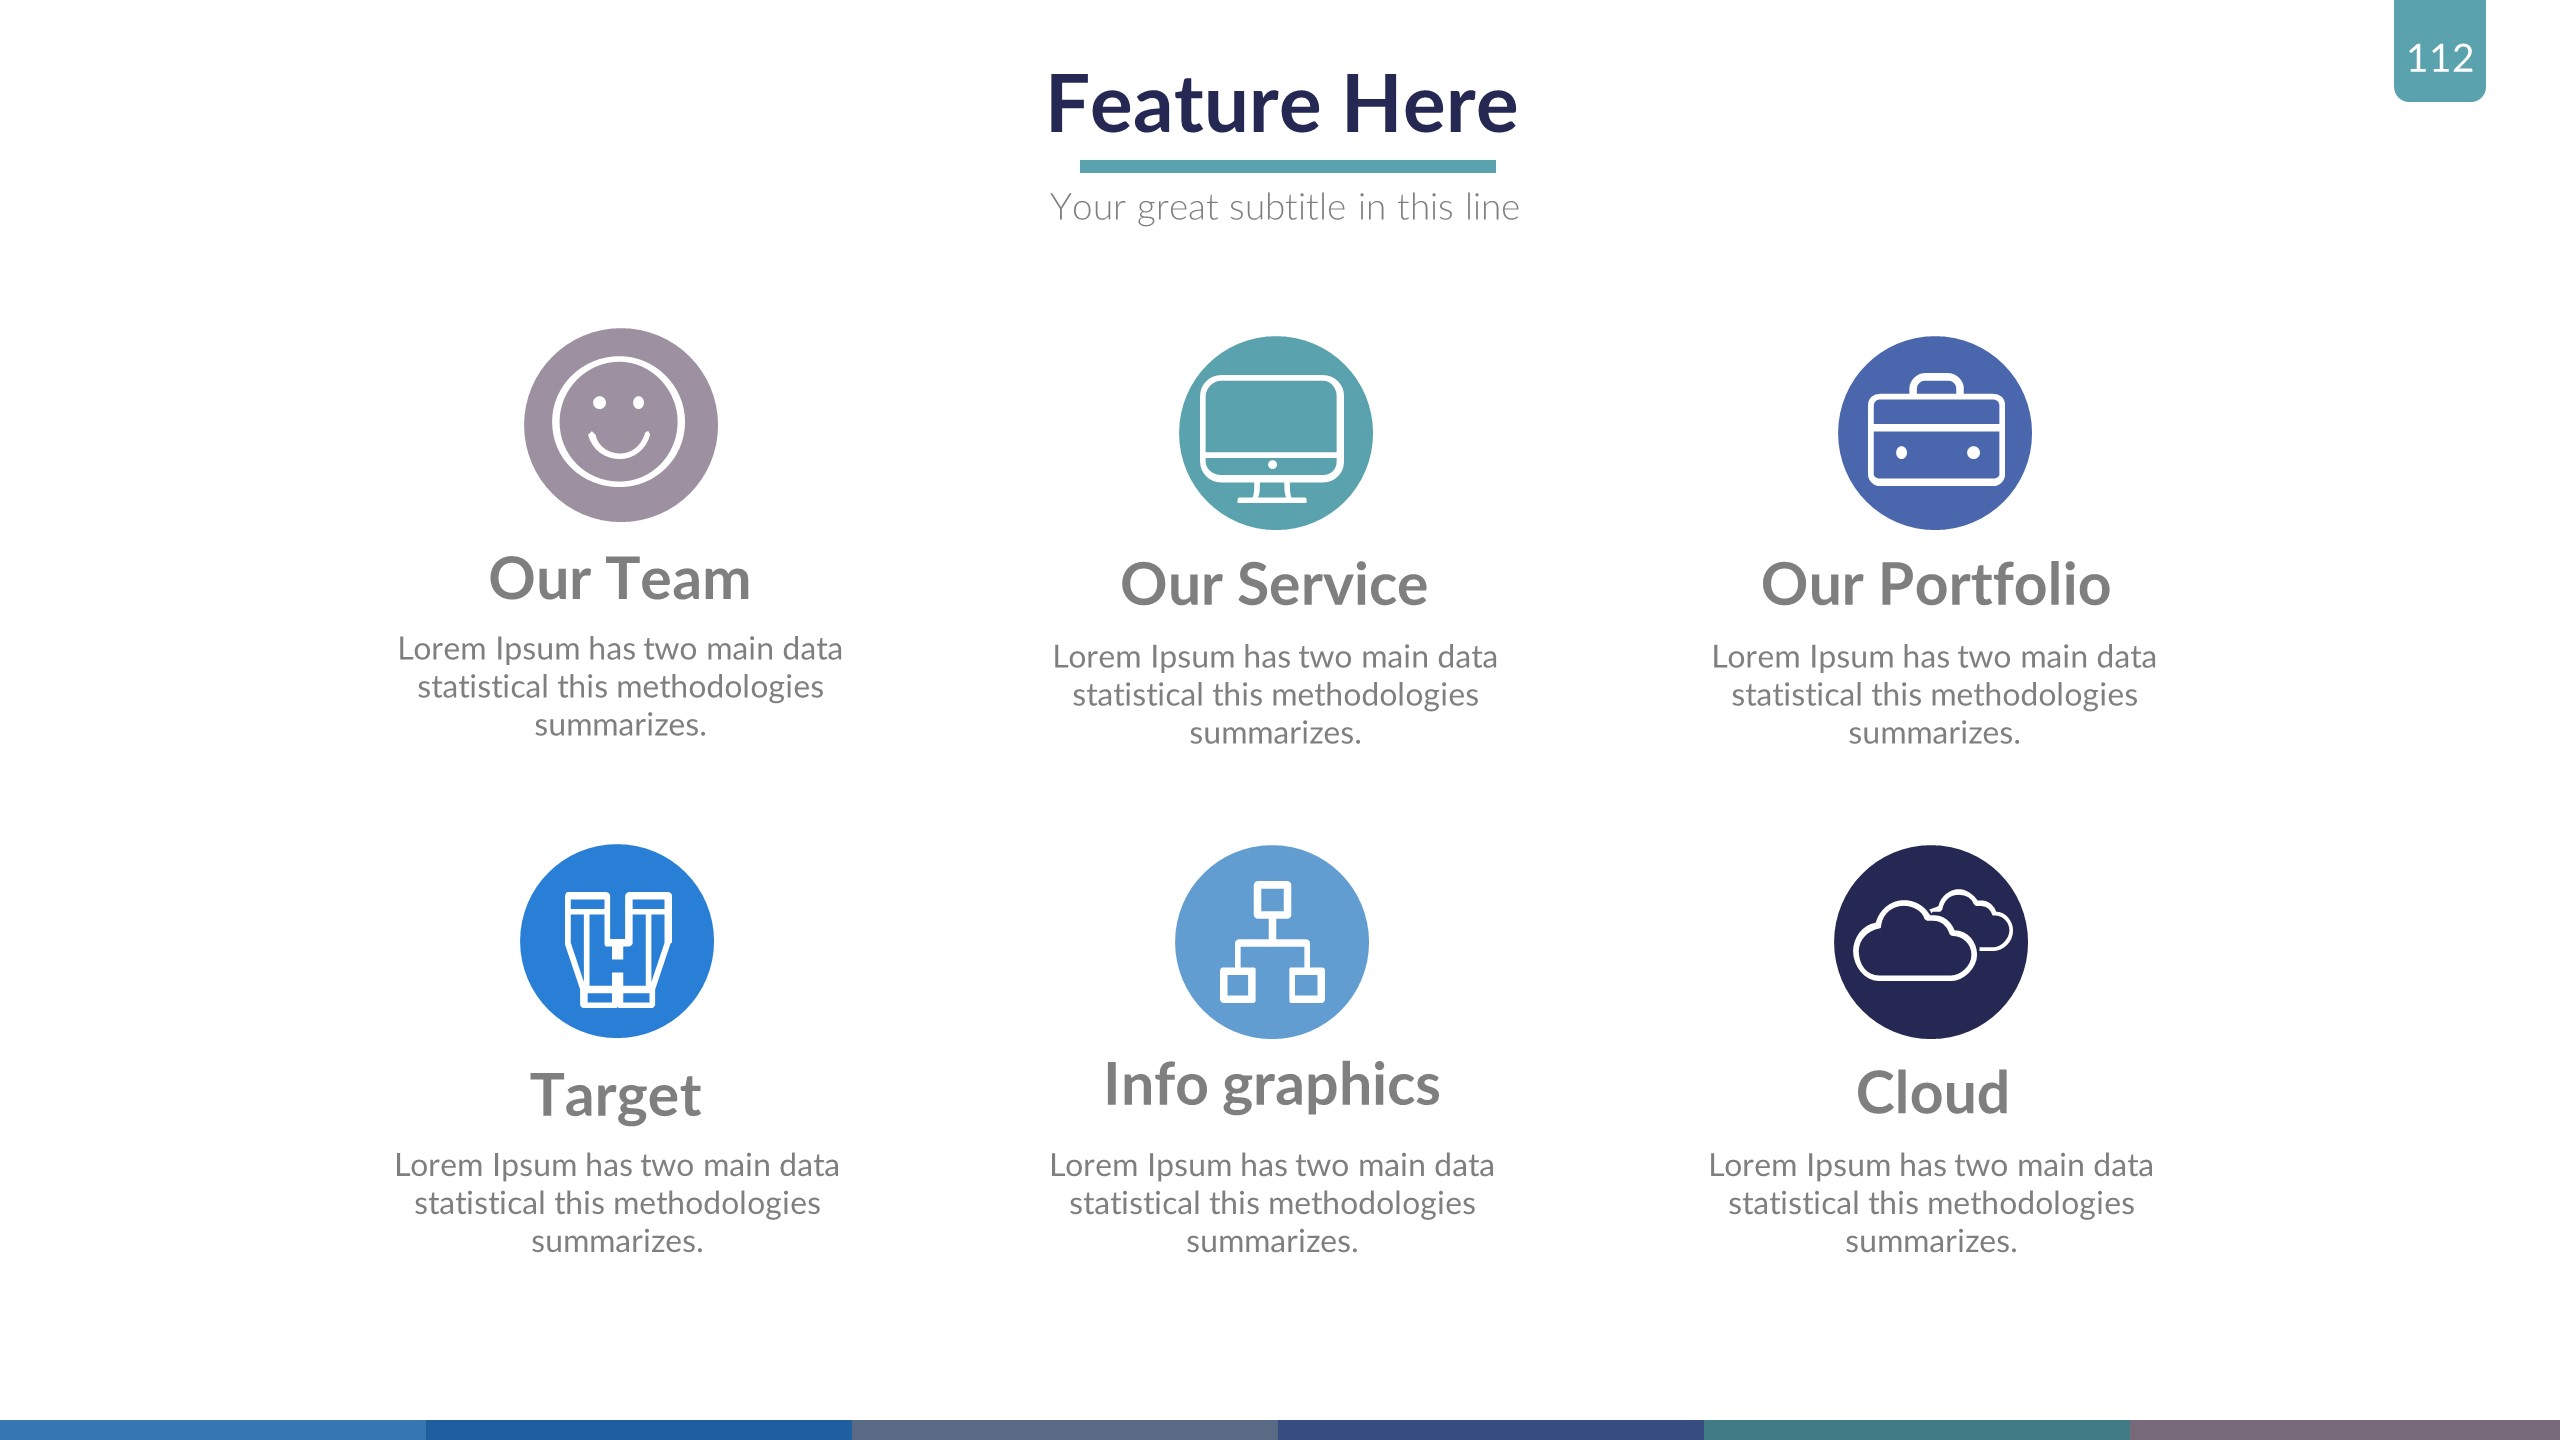 112
Feature Here
Your great subtitle in this line
Our Team
Lorem Ipsum has two main data
statistical this methodologies
summarizes.
Our Service
Lorem Ipsum has two main data
statistical this methodologies
summarizes.
Our Portfolio
Lorem Ipsum has two main data
statistical this methodologies
summarizes.
Target
Lorem Ipsum has two main data
statistical this methodologies
summarizes.
Info graphics
Lorem Ipsum has two main data
statistical this methodologies
summarizes.
Cloud
Lorem Ipsum has two main data
statistical this methodologies
summarizes.